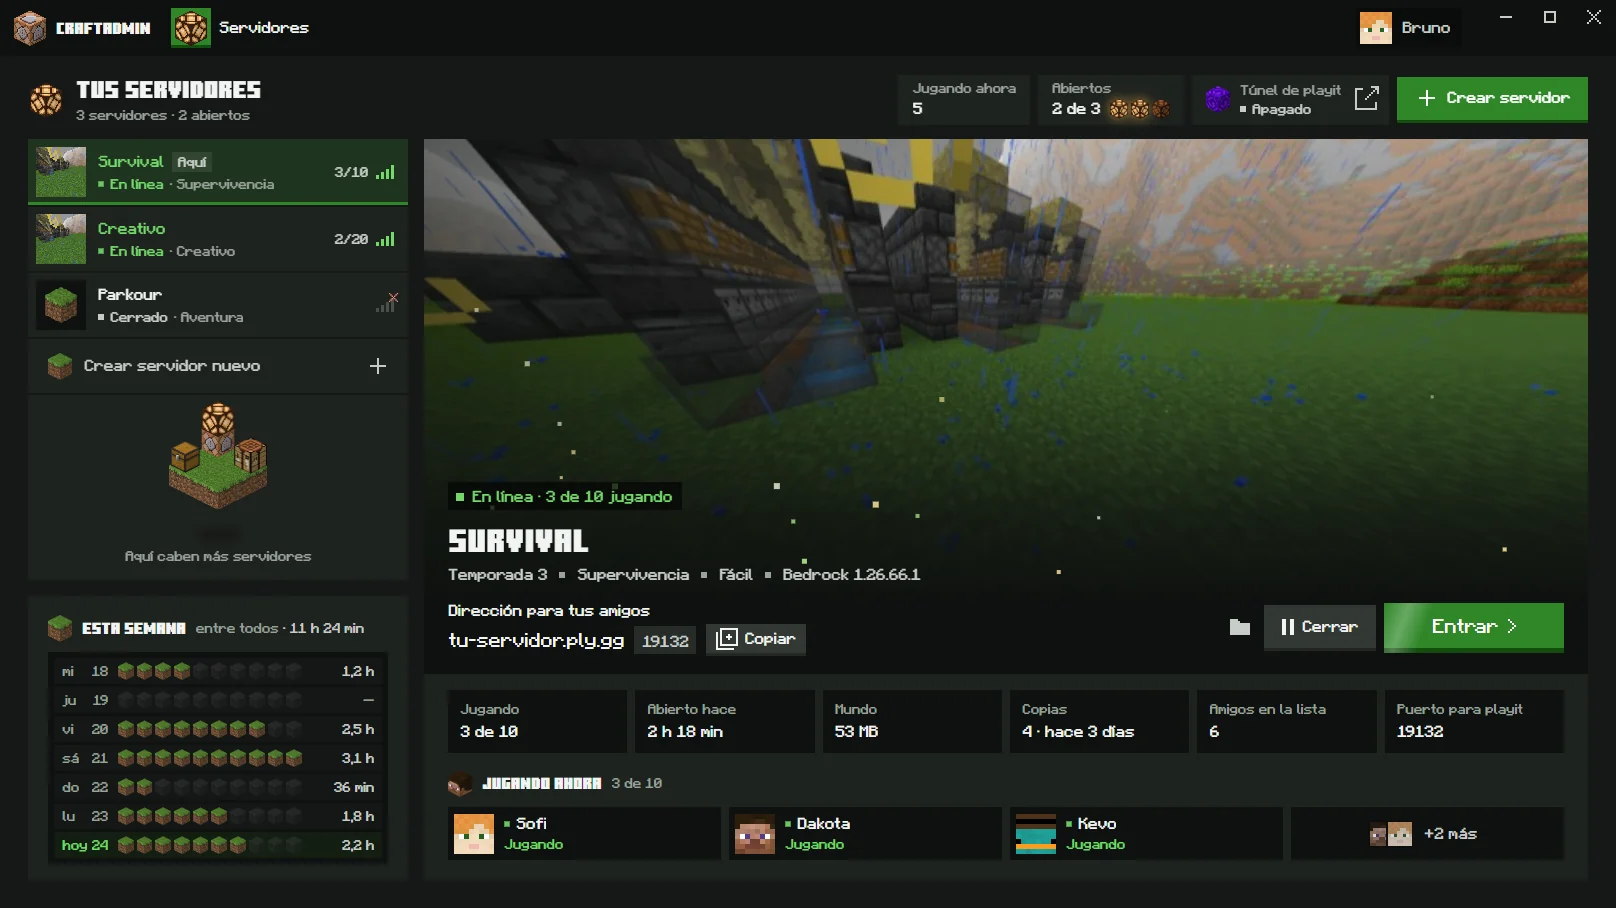 CRAFTADMIN
Servidores
Bruno
TUS SERVIDORES
3 servidores · 2 abiertos
Jugando ahora
5
Abiertos
2 de 3
Túnel de playit
Apagado
+ Crear servidor
Survival Aquí
En línea · Supervivencia
3/10
Creativo
En línea · Creativo
2/20
Parkour
Cerrado · Aventura
Crear servidor nuevo
Aquí caben más servidores
ESTA SEMANA entre todos · 11 h 24 min
mi 18 1,2 h
ju 19 —
vi 20 2,5 h
sá 21 3,1 h
do 22 36 min
lu 23 1,8 h
hoy 24 2,2 h
En línea · 3 de 10 jugando
SURVIVAL
Temporada 3 ▪ Supervivencia ▪ Fácil ▪ Bedrock 1.26.66.1
Dirección para tus amigos
tu-servidor.ply.gg 19132 Copiar
Cerrar
Entrar >
Jugando
3 de 10
Abierto hace
2 h 18 min
Mundo
53 MB
Copias
4 · hace 3 días
Amigos en la lista
6
Puerto para playit
19132
JUGANDO AHORA 3 de 10
Sofi
Jugando
Dakota
Jugando
Kevo
Jugando
+2 más